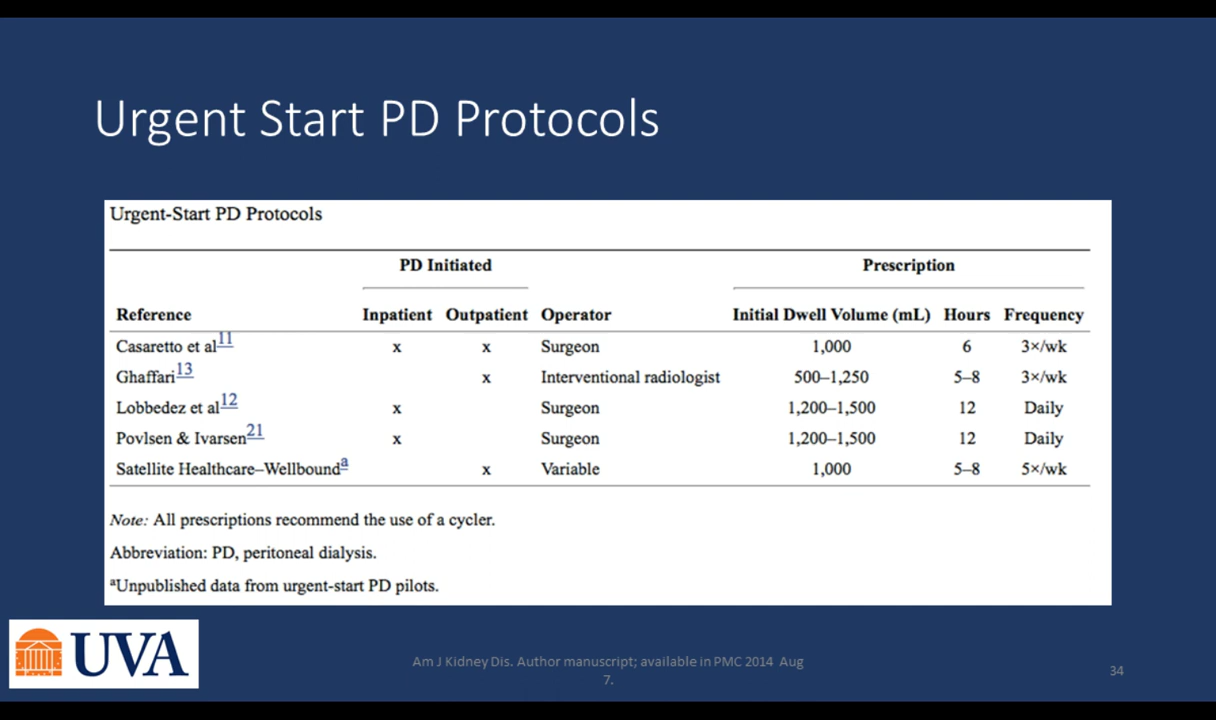 Urgent Start PD Protocols
Urgent-Start PD Protocols
PD Initiated Prescription
Reference Inpatient Outpatient Operator Initial Dwell Volume (mL) Hours Frequency
Casaretto et al11 x x Surgeon 1,000 6 3×/wk
Ghaffari13 x Interventional radiologist 500–1,250 5–8 3×/wk
Lobbedez et al12 x Surgeon 1,200–1,500 12 Daily
Povlsen & Ivarsen21 x Surgeon 1,200–1,500 12 Daily
Satellite Healthcare–Wellbounda x Variable 1,000 5–8 5×/wk
Note: All prescriptions recommend the use of a cycler.
Abbreviation: PD, peritoneal dialysis.
aUnpublished data from urgent-start PD pilots.
UVA
Am J Kidney Dis. Author manuscript; available in PMC 2014 Aug
7.
34